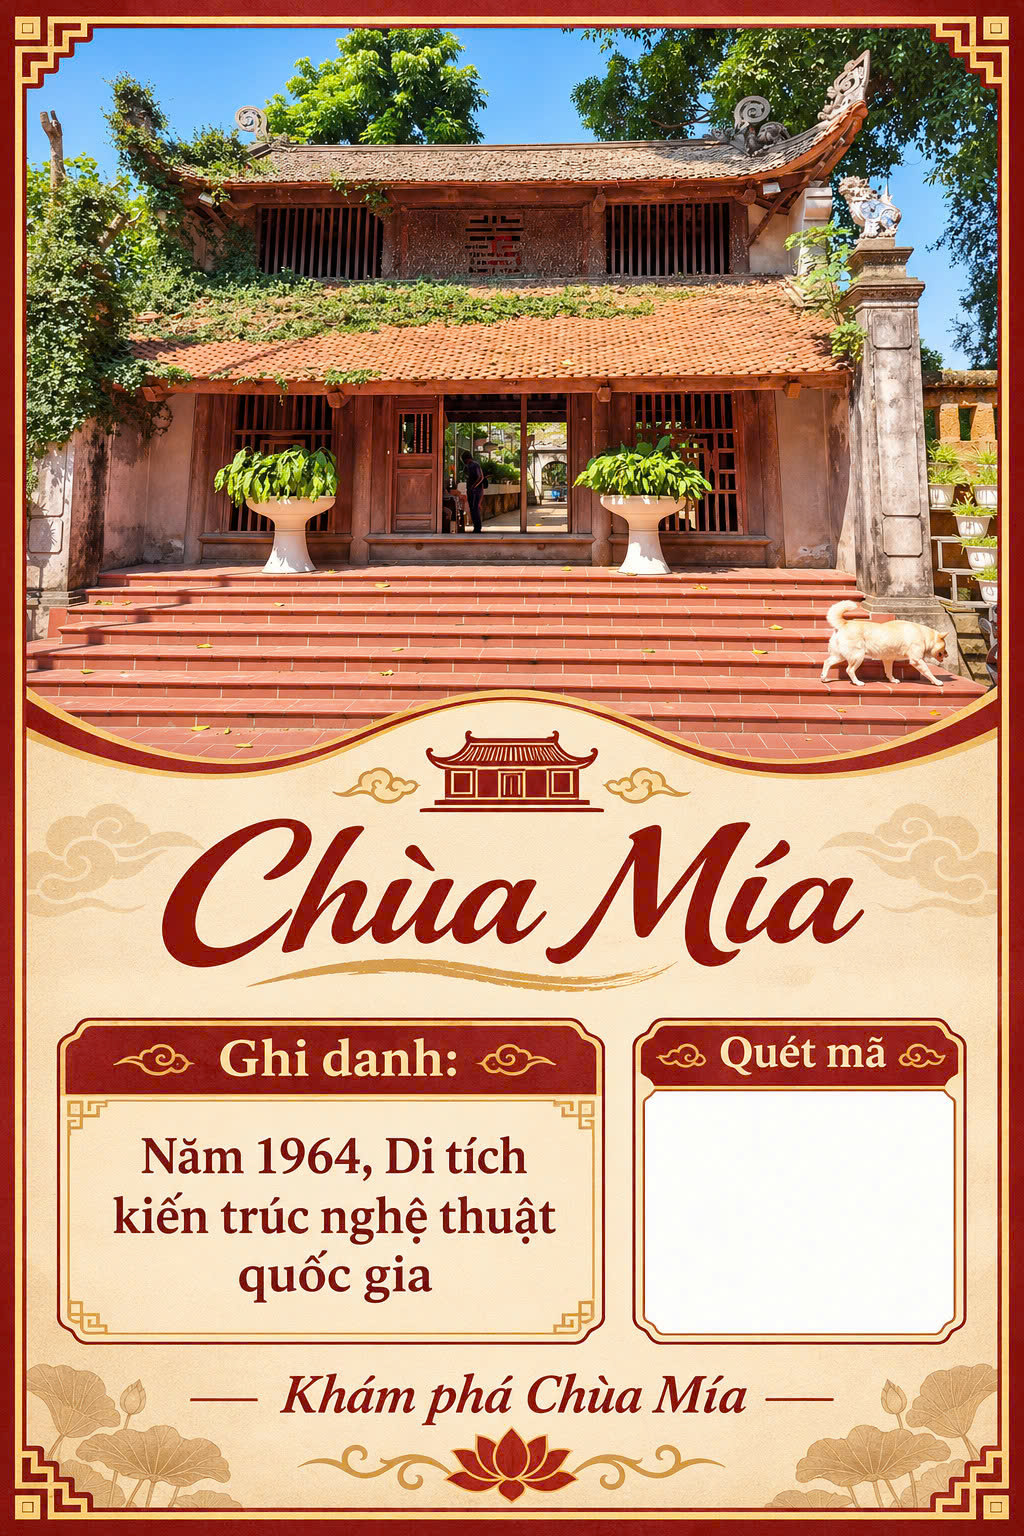 Chùa Mía
Ghi danh:
Năm 1964, Di tích
kiến trúc nghệ thuật
quốc gia
Quét mã
Khám phá Chùa Mía